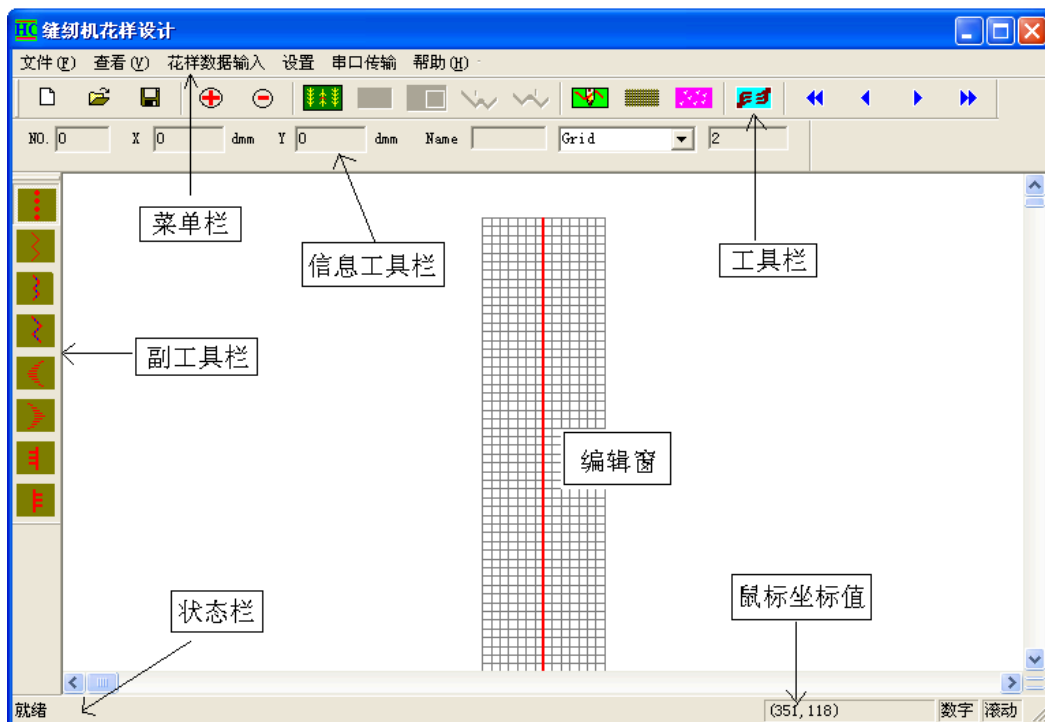 HC 缝纫机花样设计
文件(F) 查看(V) 花样数据输入 设置 串口传输 帮助(H)
NO. 0 X 0 dmm Y 0 dmm Name Grid 2
菜单栏
信息工具栏
工具栏
副工具栏
编辑窗
状态栏
鼠标坐标值
就绪 (351,118) 数字 滚动